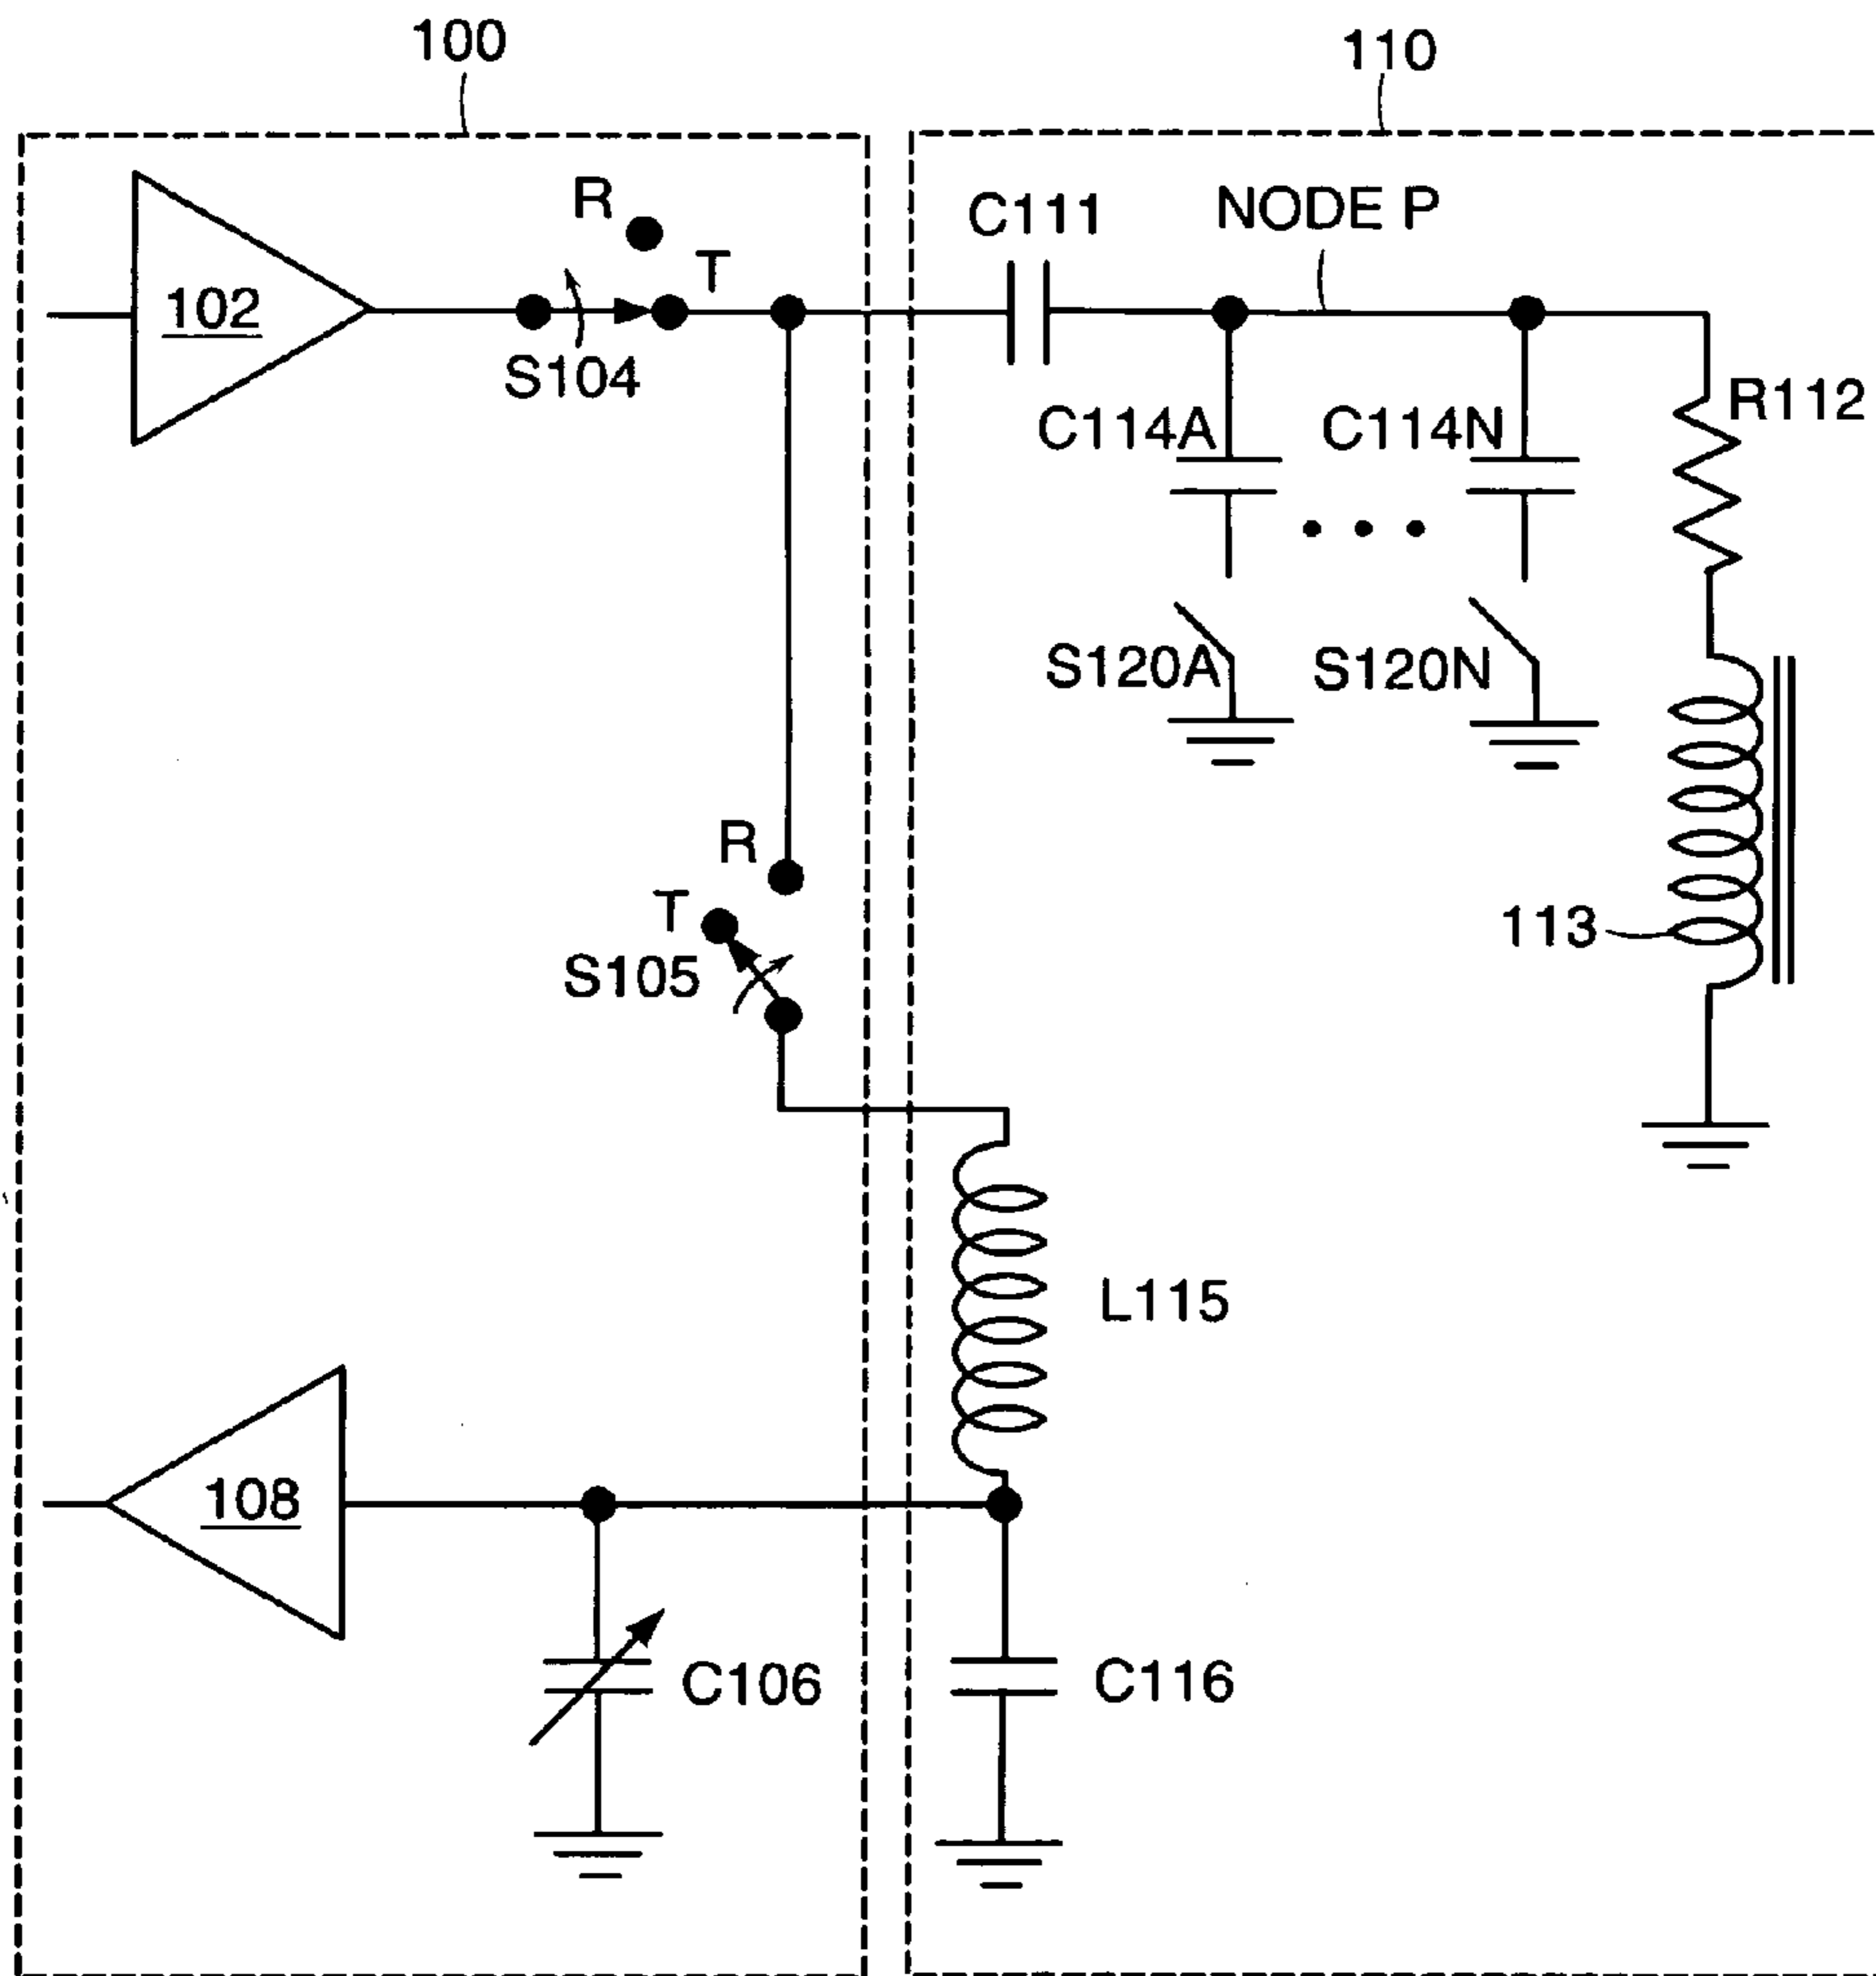 100
110
R
T
C111
NODE P
102
S104
C114A
C114N
R112
S120A
S120N
R
T
S105
113
L115
108
C106
C116